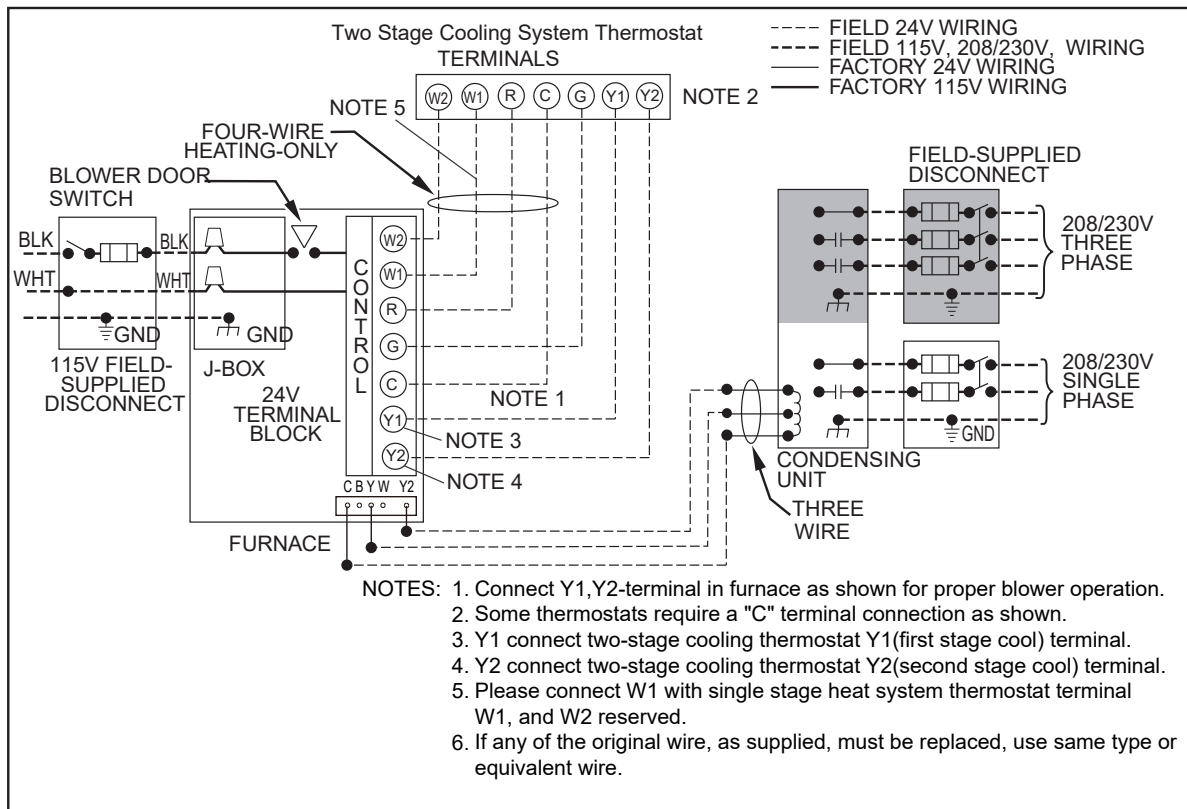 Two Stage Cooling System Thermostat
TERMINALS
W2 W1 R C G Y1 Y2
NOTE 2
FIELD 24V WIRING
FIELD 115V, 208/230V, WIRING
FACTORY 24V WIRING
FACTORY 115V WIRING
NOTE 5
FOUR-WIRE
HEATING-ONLY
BLOWER DOOR
SWITCH
BLK
BLK
WHT
WHT
GND
GND
115V FIELD-
SUPPLIED
DISCONNECT
J-BOX
24V
TERMINAL
BLOCK
CONTROL
W2
W1
R
G
C
Y1
Y2
NOTE 1
NOTE 3
NOTE 4
C B Y W Y2
FURNACE
FIELD-SUPPLIED
DISCONNECT
208/230V
THREE
PHASE
208/230V
SINGLE
PHASE
GND
CONDENSING
UNIT
THREE
WIRE
NOTES: 1. Connect Y1,Y2-terminal in furnace as shown for proper blower operation.
2. Some thermostats require a "C" terminal connection as shown.
3. Y1 connect two-stage cooling thermostat Y1(first stage cool) terminal.
4. Y2 connect two-stage cooling thermostat Y2(second stage cool) terminal.
5. Please connect W1 with single stage heat system thermostat terminal
W1, and W2 reserved.
6. If any of the original wire, as supplied, must be replaced, use same type or
equivalent wire.